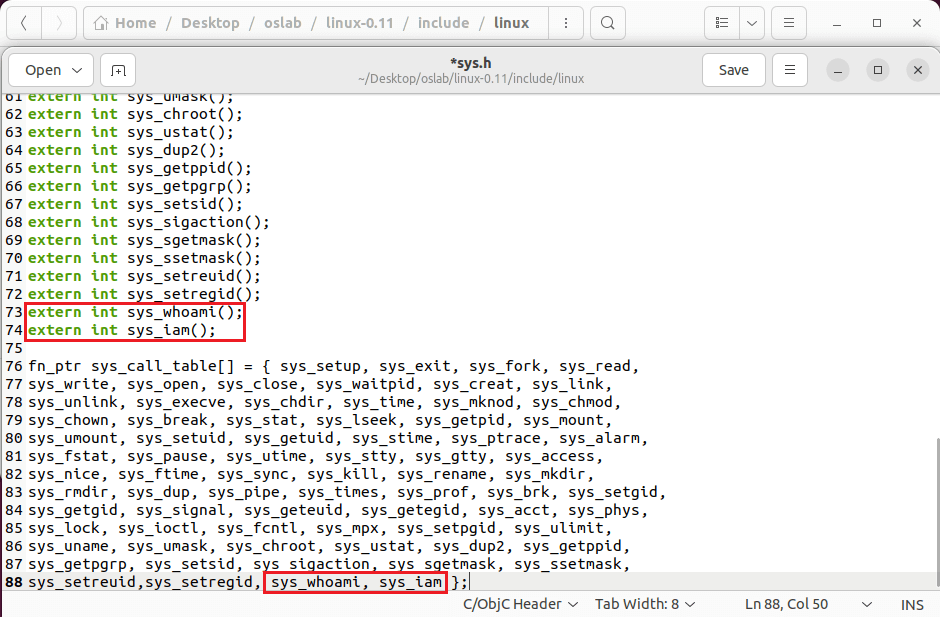 Home / Desktop / oslab / linux-0.11 / include / linux
Open
*sys.h
~/Desktop/oslab/linux-0.11/include/linux
Save
61 extern int sys_umask();
62 extern int sys_chroot();
63 extern int sys_ustat();
64 extern int sys_dup2();
65 extern int sys_getppid();
66 extern int sys_getpgrp();
67 extern int sys_setsid();
68 extern int sys_sigaction();
69 extern int sys_sgetmask();
70 extern int sys_ssetmask();
71 extern int sys_setreuid();
72 extern int sys_setregid();
73 extern int sys_whoami();
74 extern int sys_iam();
75
76 fn_ptr sys_call_table[] = { sys_setup, sys_exit, sys_fork, sys_read,
77 sys_write, sys_open, sys_close, sys_waitpid, sys_creat, sys_link,
78 sys_unlink, sys_execve, sys_chdir, sys_time, sys_mknod, sys_chmod,
79 sys_chown, sys_break, sys_stat, sys_lseek, sys_getpid, sys_mount,
80 sys_umount, sys_setuid, sys_getuid, sys_stime, sys_ptrace, sys_alarm,
81 sys_fstat, sys_pause, sys_utime, sys_stty, sys_gtty, sys_access,
82 sys_nice, sys_ftime, sys_sync, sys_kill, sys_rename, sys_mkdir,
83 sys_rmdir, sys_dup, sys_pipe, sys_times, sys_prof, sys_brk, sys_setgid,
84 sys_getgid, sys_signal, sys_geteuid, sys_getegid, sys_acct, sys_phys,
85 sys_lock, sys_ioctl, sys_fcntl, sys_mpx, sys_setpgid, sys_ulimit,
86 sys_uname, sys_umask, sys_chroot, sys_ustat, sys_dup2, sys_getppid,
87 sys_getpgrp, sys_setsid, sys_sigaction, sys_sgetmask, sys_ssetmask,
88 sys_setreuid,sys_setregid, sys_whoami, sys_iam };
C/ObjC Header Tab Width: 8 Ln 88, Col 50 INS